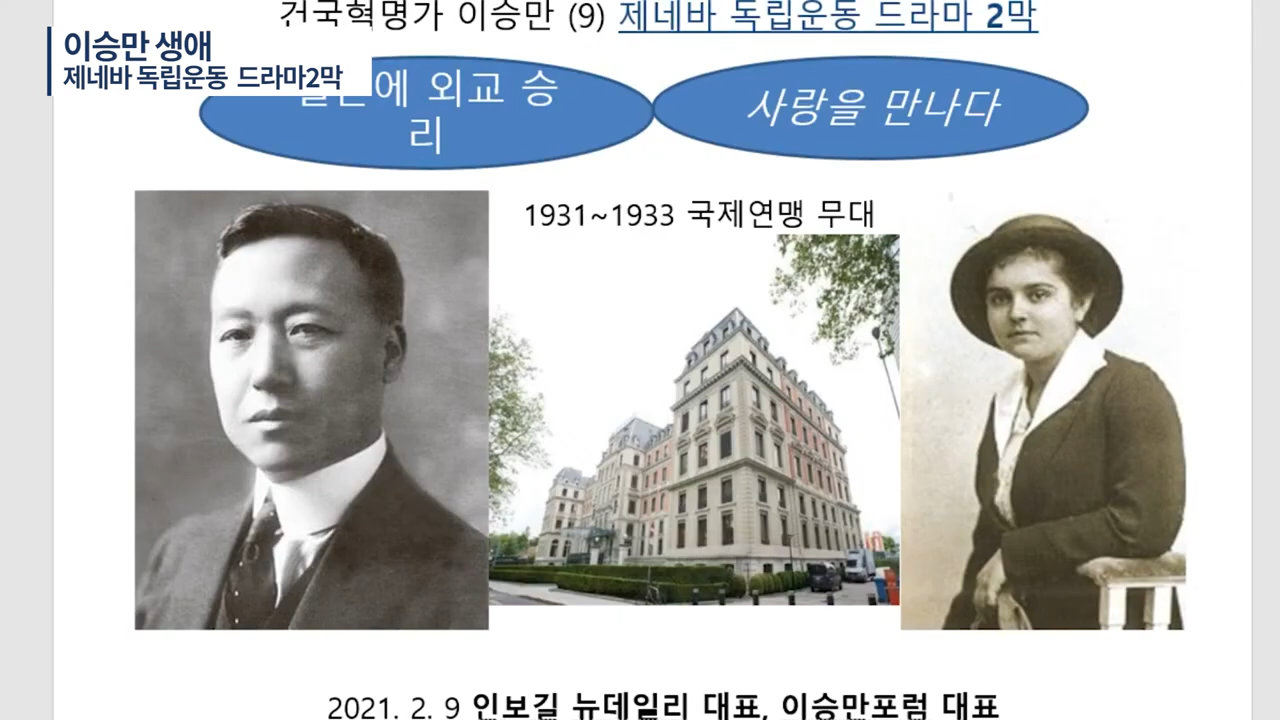 건국혁명가 이승만 (9) 제네바 독립운동 드라마 2막
이승만 생애
제네바 독립운동 드라마2막
에 외교 승
리
사랑을 만나다
1931~1933 국제연맹 무대
2021. 2. 9 인보길 뉴데일리 대표, 이승만포럼 대표